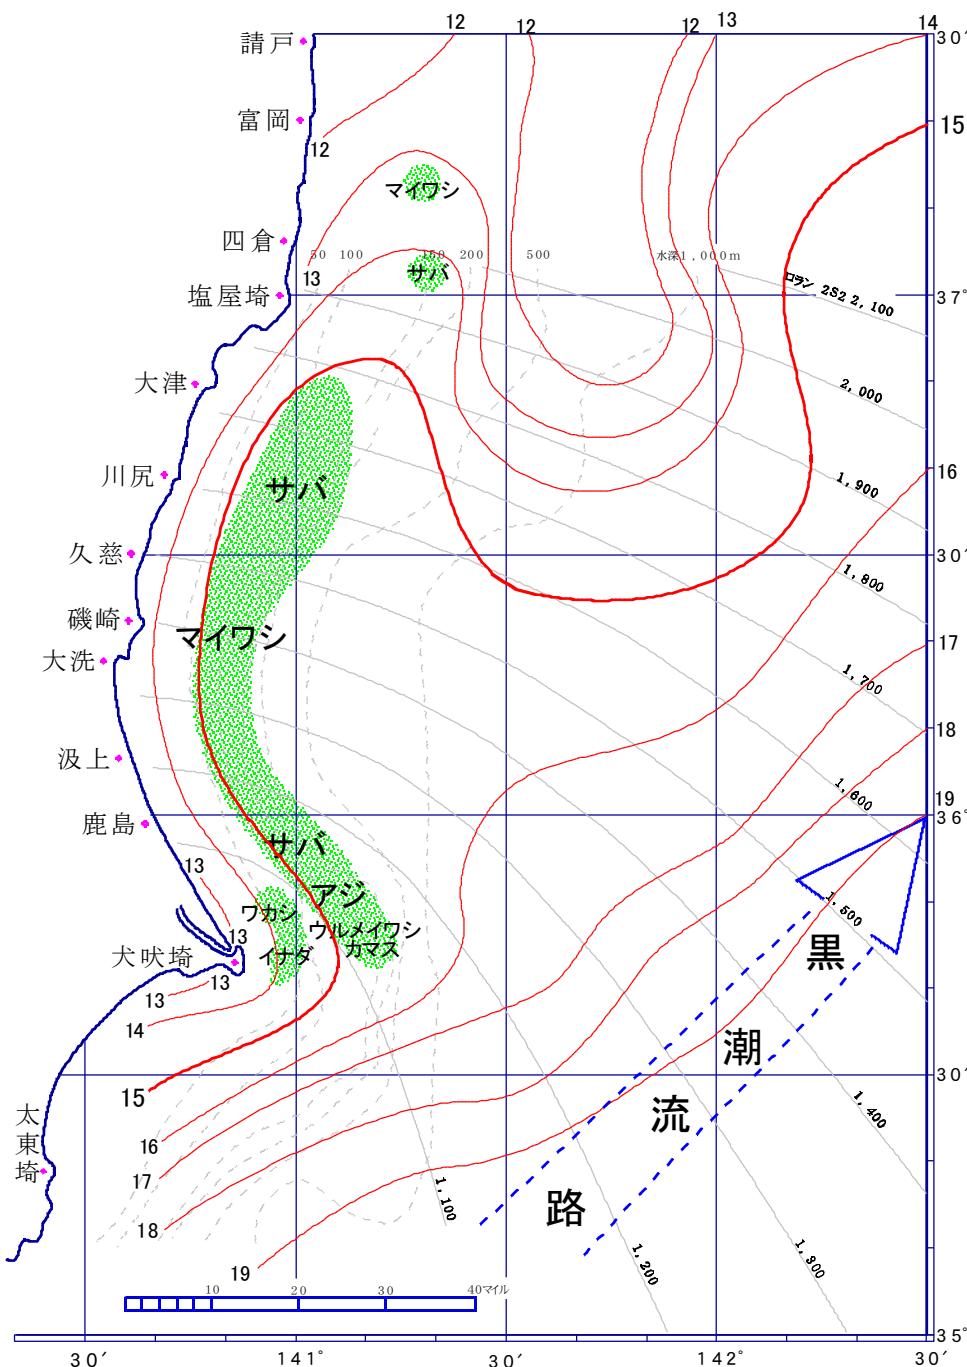 12 12 12 13 14
請戸 30′
富岡 15
12
マイワシ
四倉
50 100 150 200 500 水深1,000m
サバ
13
ロラン 2S2 2,100
塩屋埼 37°
大津 2,000
川尻 16
サバ 1,900
久慈 30′
1,800
磯崎 マイワシ 17
大洗 1,700
18
汲上
1,600 19
鹿島 36°
サバ
13
アジ
ワカシ 1,500
13 ウルメイワシ
イナダ カマス
犬吠埼 黒
13
13
14
潮
30′
15
流 1,400
太東埼
16
17
1,100 路
18
1,200 1,300
19
10 20 30 40マイル
35°
30′ 141° 30′ 142° 30′